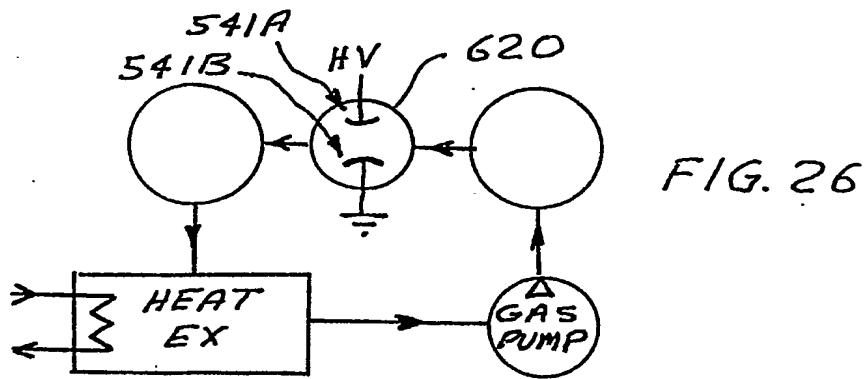 541A
541B
HV
620
FIG. 26
HEAT
EX
GAS
PUMP